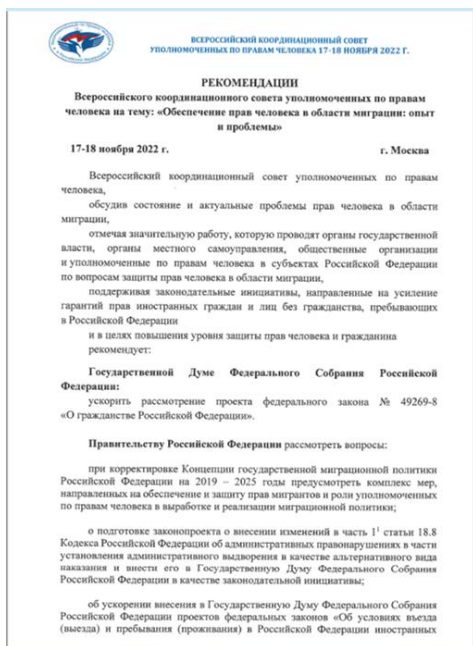 ВСЕРОССИЙСКИЙ КООРДИНАЦИОННЫЙ СОВЕТ
УПОЛНОМОЧЕННЫХ ПО ПРАВАМ ЧЕЛОВЕКА 17-18 НОЯБРЯ 2022 Г.
РЕКОМЕНДАЦИИ
Всероссийского координационного совета уполномоченных по правам
человека на тему: «Обеспечение прав человека в области миграции: опыт
и проблемы»
17-18 ноября 2022 г. г. Москва
Всероссийский координационный совет уполномоченных по правам
человека,
обсудив состояние и актуальные проблемы прав человека в области
миграции,
отмечая значительную работу, которую проводят органы государственной
власти, органы местного самоуправления, общественные организации
и уполномоченные по правам человека в субъектах Российской Федерации
по вопросам защиты прав человека в области миграции,
поддерживая законодательные инициативы, направленные на усиление
гарантий прав иностранных граждан и лиц без гражданства, пребывающих
в Российской Федерации
и в целях повышения уровня защиты прав человека и гражданина
рекомендует:
Государственной Думе Федерального Собрания Российской
Федерации:
ускорить рассмотрение проекта федерального закона № 49269-8
«О гражданстве Российской Федерации».
Правительству Российской Федерации рассмотреть вопросы:
при корректировке Концепции государственной миграционной политики
Российской Федерации на 2019 – 2025 годы предусмотреть комплекс мер,
направленных на обеспечение и защиту прав мигрантов и роли уполномоченных
по правам человека в выработке и реализации миграционной политики;
о подготовке законопроекта о внесении изменений в часть 1¹ статьи 18.8
Кодекса Российской Федерации об административных правонарушениях в части
установления административного выдворения в качестве альтернативного вида
наказания и внести его в Государственную Думу Федерального Собрания
Российской Федерации в качестве законодательной инициативы;
об ускорении внесения в Государственную Думу Федерального Собрания
Российской Федерации проектов федеральных законов «Об условиях въезда
(выезда) и пребывания (проживания) в Российской Федерации иностранных